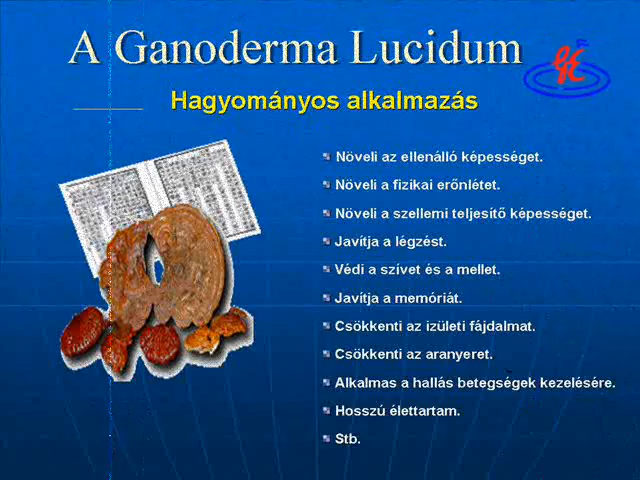 A Ganoderma Lucidum
Hagyományos alkalmazás
Növeli az ellenálló képességet.
Növeli a fizikai erőnlétet.
Növeli a szellemi teljesítő képességet.
Javítja a légzést.
Védi a szívet és a mellet.
Javítja a memóriát.
Csökkenti az izületi fájdalmat.
Csökkenti az aranyeret.
Alkalmas a hallás betegségek kezelésére.
Hosszú élettartam.
Stb.